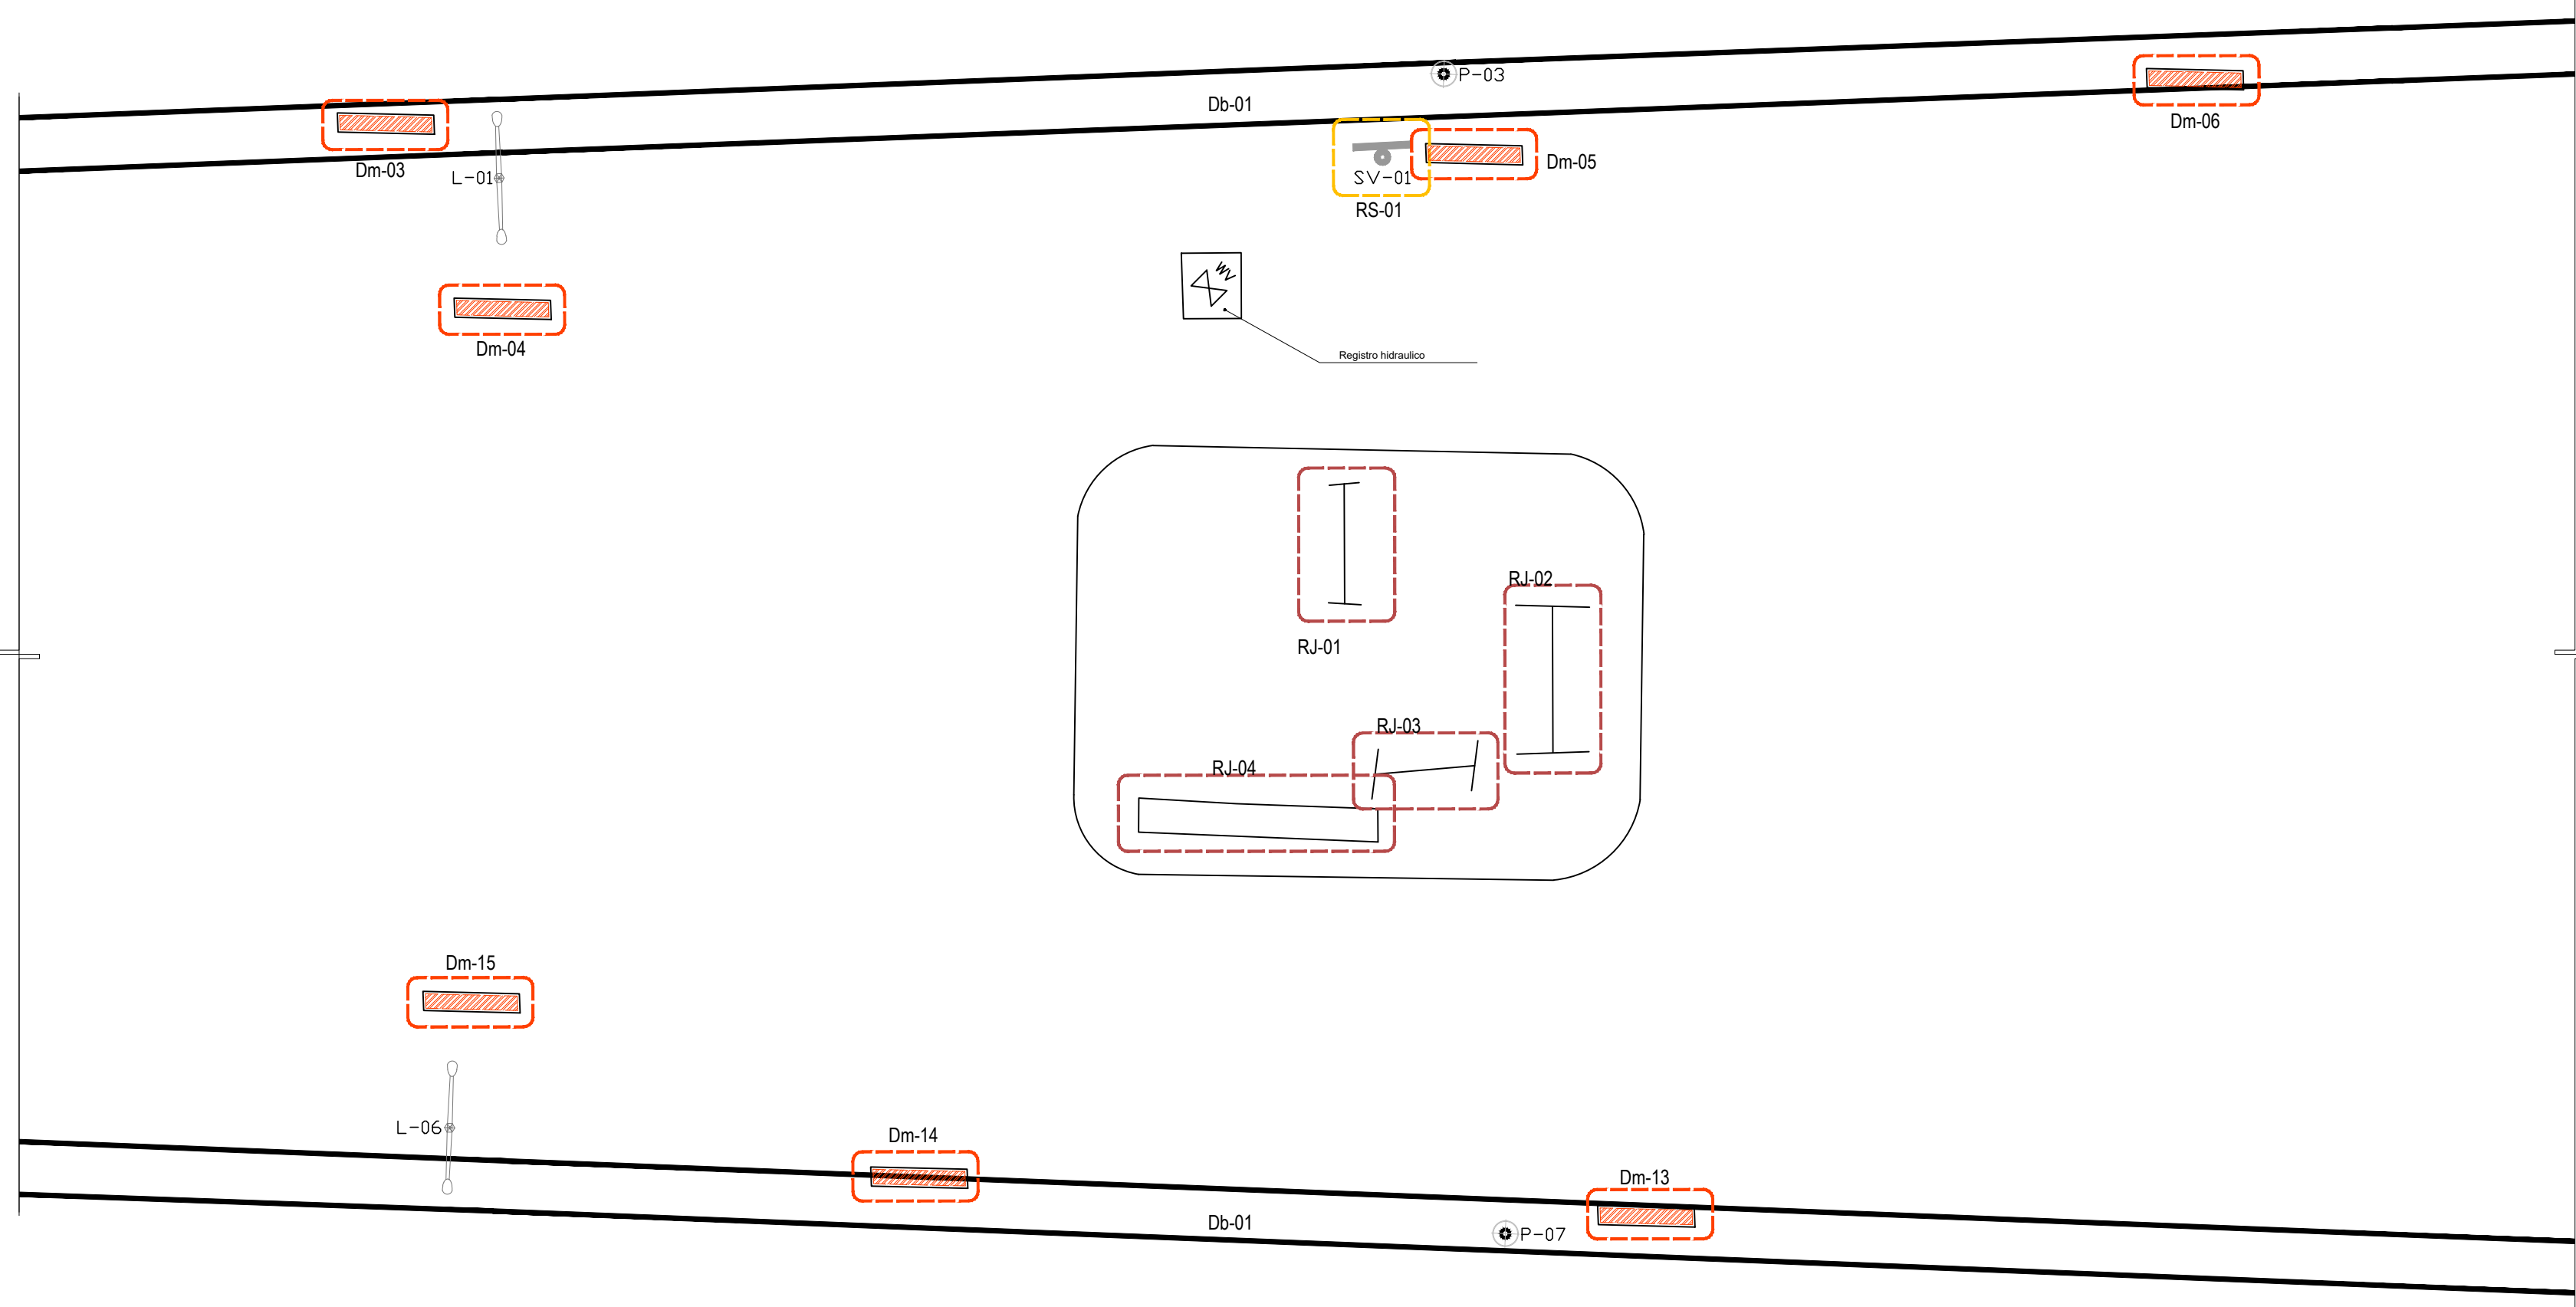 P-03
Db-01
Dm-06
Dm-03
L-01
SV-01
Dm-05
RS-01
Dm-04
Registro hidraulico
RJ-02
RJ-01
RJ-03
RJ-04
Dm-15
L-06
Dm-14
Dm-13
Db-01
P-07